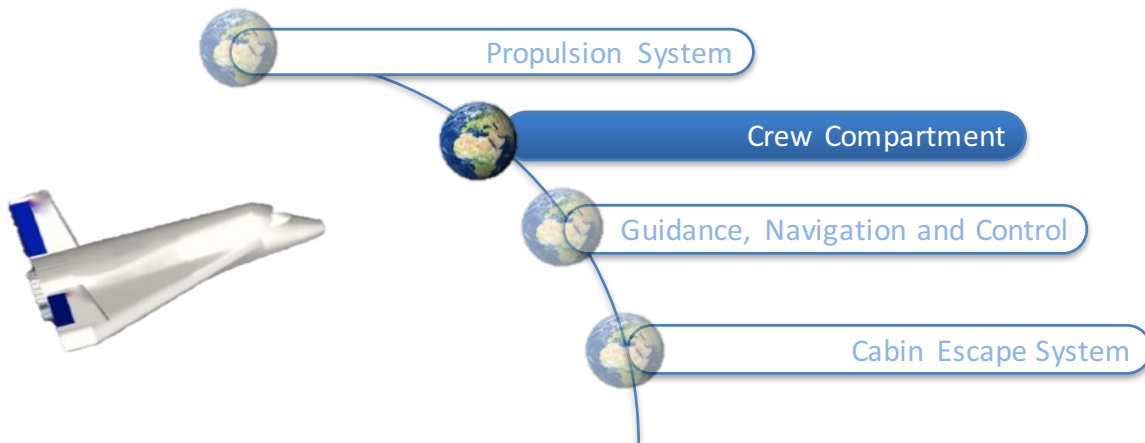 Propulsion System
Crew Compartment
Guidance, Navigation and Control
Cabin Escape System